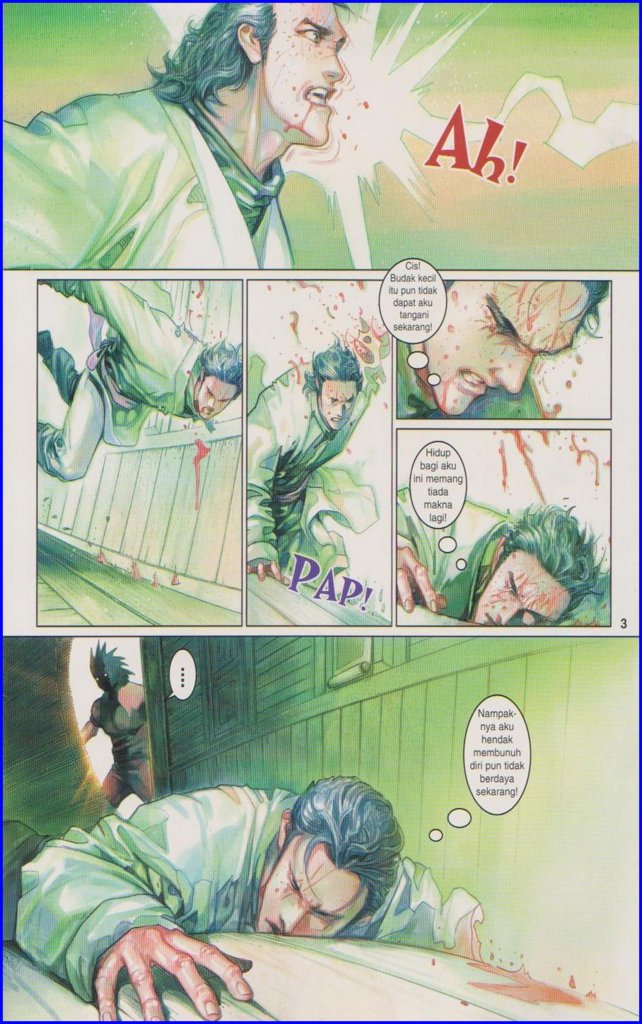 Ah!
Cis!
Budak kecil
itu pun tidak
dapat aku
tangani
sekarang!
PAP!
Hidup
bagi aku
ini memang
tiada
makna
lagi!
3
....
Nampak-
nya aku
hendak
membunuh
diri pun tidak
berdaya
sekarang!